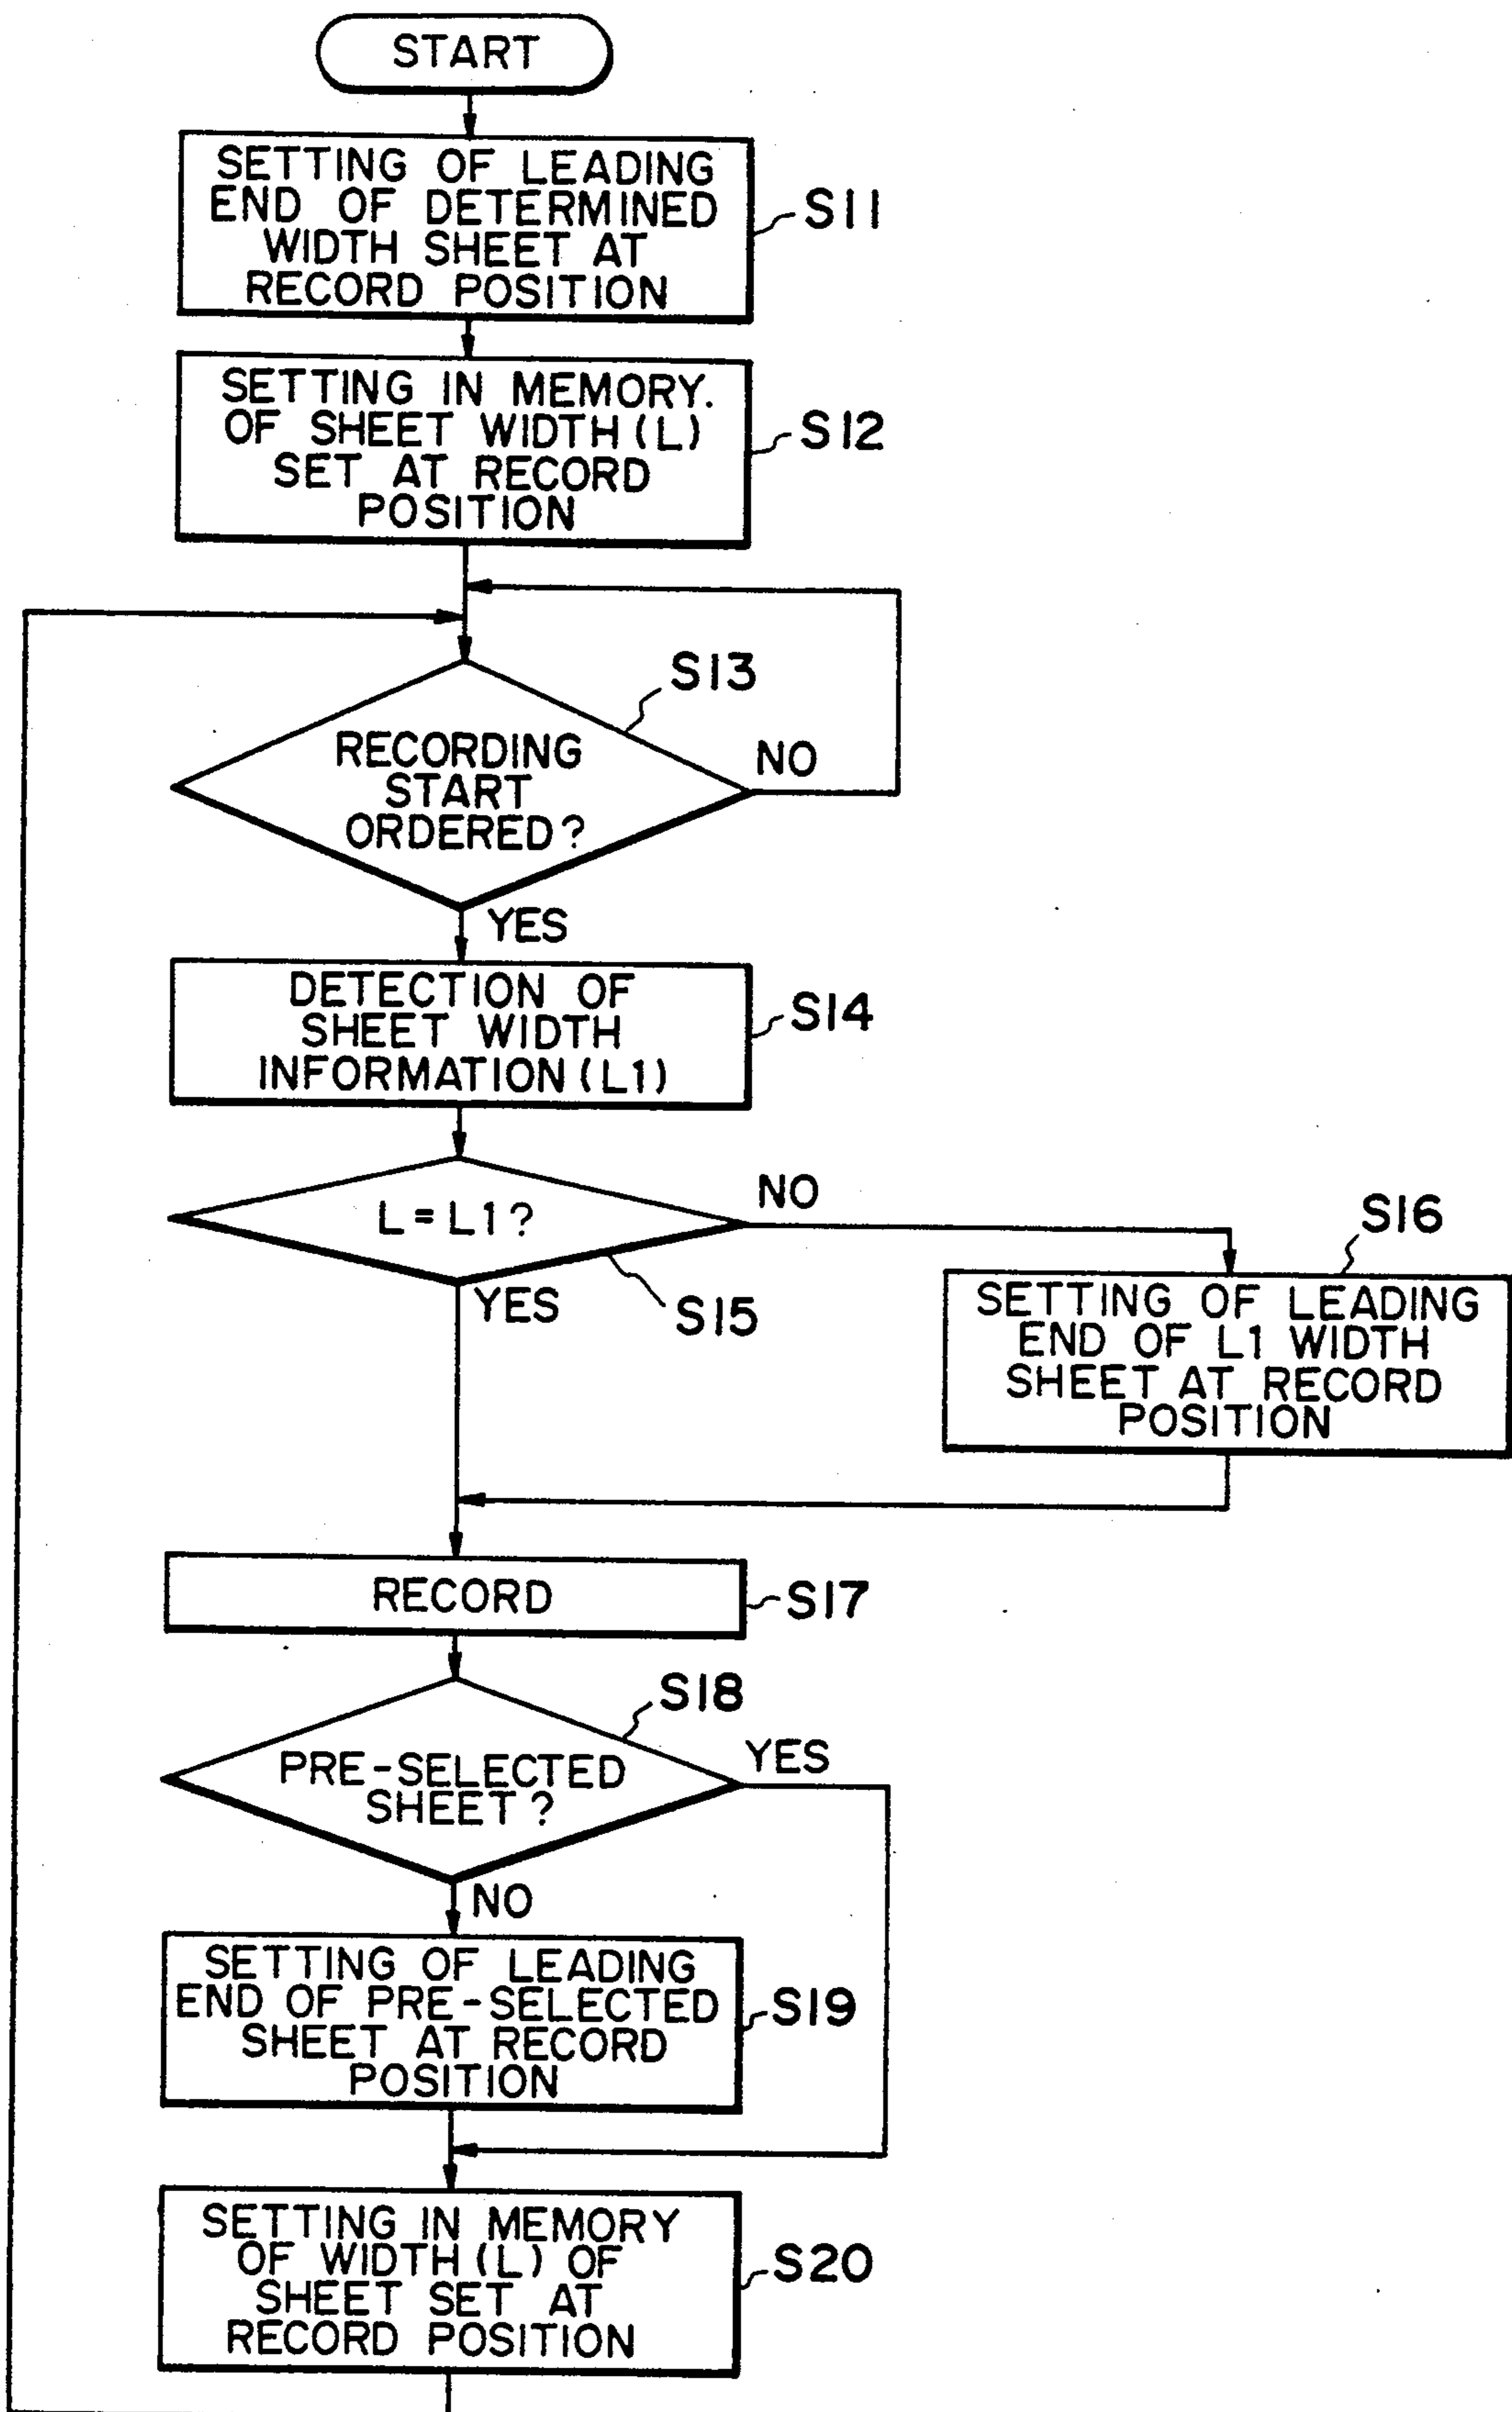 START
SETTING OF LEADING
END OF DETERMINED
WIDTH SHEET AT
RECORD POSITION
S11
SETTING IN MEMORY.
OF SHEET WIDTH (L)
SET AT RECORD
POSITION
S12
S13
RECORDING
START
ORDERED?
NO
YES
DETECTION OF
SHEET WIDTH
INFORMATION (L1)
S14
L = L1?
NO
YES
S15
S16
SETTING OF LEADING
END OF L1 WIDTH
SHEET AT RECORD
POSITION
RECORD
S17
S18
PRE-SELECTED
SHEET?
YES
NO
SETTING OF LEADING
END OF PRE-SELECTED
SHEET AT RECORD
POSITION
S19
SETTING IN MEMORY
OF WIDTH (L) OF
SHEET SET AT
RECORD POSITION
S20